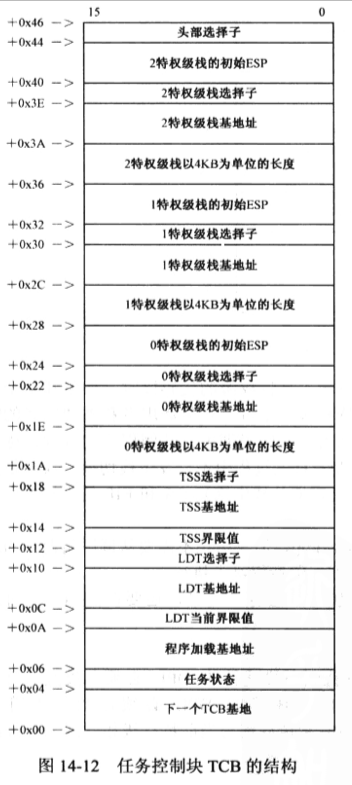 15 0
+0x46 -->
头部选择子
+0x44 -->
2特权级栈的初始ESP
+0x40 -->
2特权级栈选择子
+0x3E -->
2特权级栈基地址
+0x3A -->
2特权级栈以4KB为单位的长度
+0x36 -->
1特权级栈的初始ESP
+0x32 -->
1特权级栈选择子
+0x30 -->
1特权级栈基地址
+0x2C -->
1特权级栈以4KB为单位的长度
+0x28 -->
0特权级栈的初始ESP
+0x24 -->
0特权级栈选择子
+0x22 -->
0特权级栈基地址
+0x1E -->
0特权级栈以4KB为单位的长度
+0x1A -->
TSS选择子
+0x18 -->
TSS基地址
+0x14 -->
TSS界限值
+0x12 -->
LDT选择子
+0x10 -->
LDT基地址
+0x0C -->
LDT当前界限值
+0x0A -->
程序加载基地址
+0x06 -->
任务状态
+0x04 -->
下一个TCB基地
+0x00 -->
图 14-12 任务控制块 TCB 的结构